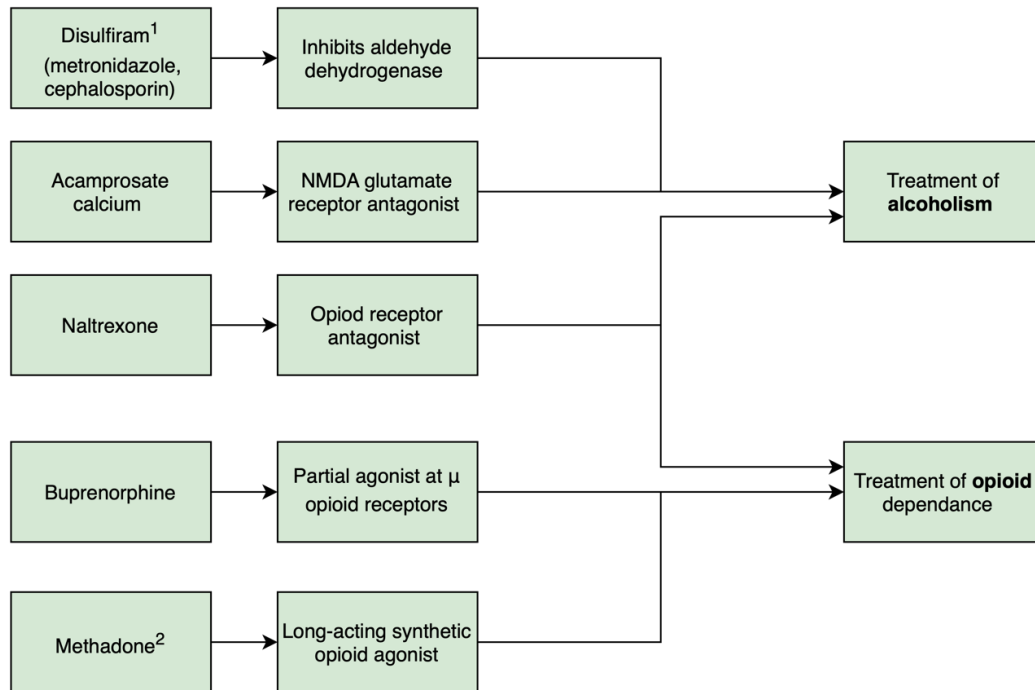 Disulfiram1
(metronidazole,
cephalosporin)
Inhibits aldehyde
dehydrogenase
Acamprosate
calcium
NMDA glutamate
receptor antagonist
Treatment of
alcoholism
Naltrexone
Opiod receptor
antagonist
Buprenorphine
Partial agonist at μ
opioid receptors
Treatment of opioid
dependance
Methadone2
Long-acting synthetic
opioid agonist